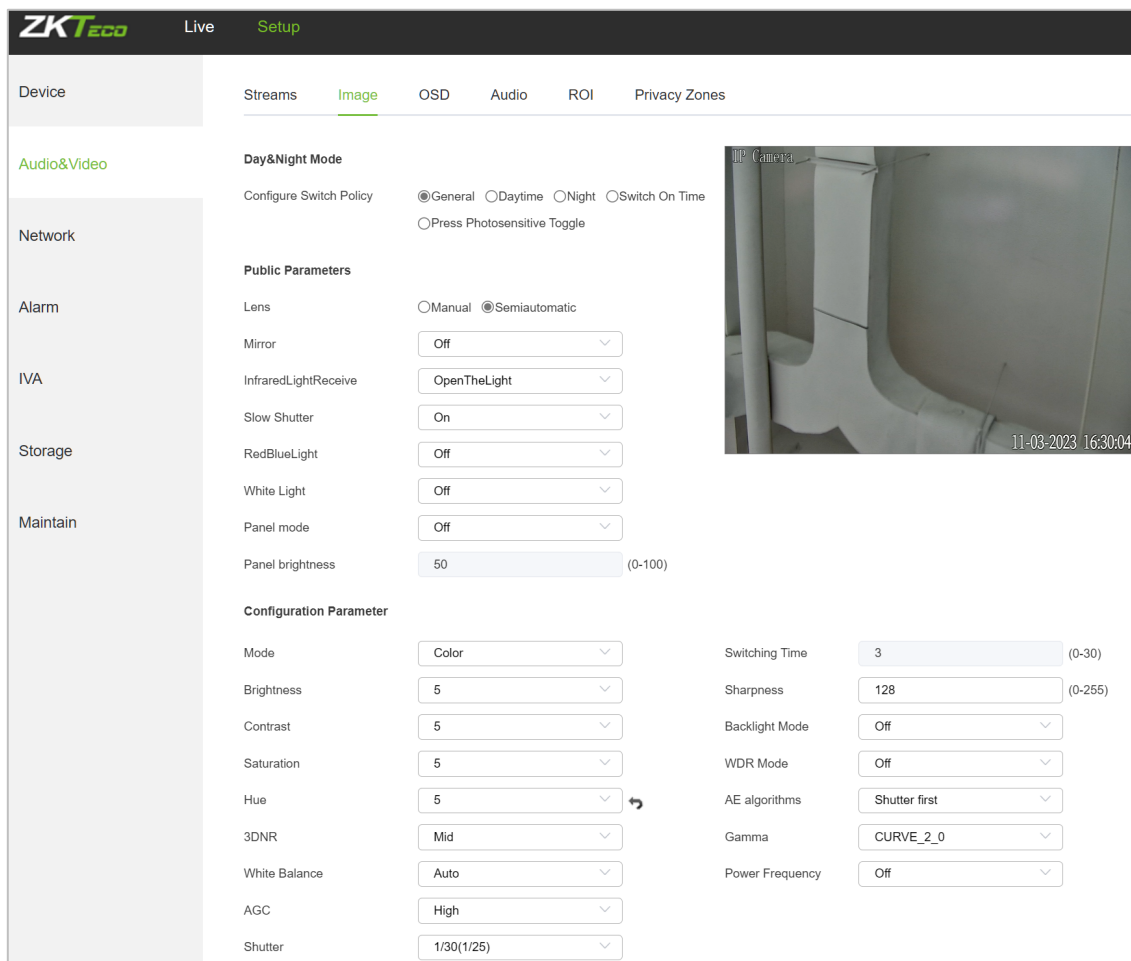 ZKTECO Live Setup
Device
Audio&Video
Network
Alarm
IVA
Storage
Maintain
Streams Image OSD Audio ROI Privacy Zones
Day&Night Mode
Configure Switch Policy General Daytime Night Switch On Time
Press Photosensitive Toggle
IP Camera
11-03-2023 16:30:04
Public Parameters
Lens Manual Semiautomatic
Mirror Off
InfraredLightReceive OpenTheLight
Slow Shutter On
RedBlueLight Off
White Light Off
Panel mode Off
Panel brightness 50 (0-100)
Configuration Parameter
Mode Color Switching Time 3 (0-30)
Brightness 5 Sharpness 128 (0-255)
Contrast 5 Backlight Mode Off
Saturation 5 WDR Mode Off
Hue 5 AE algorithms Shutter first
3DNR Mid Gamma CURVE_2_0
White Balance Auto Power Frequency Off
AGC High
Shutter 1/30(1/25)